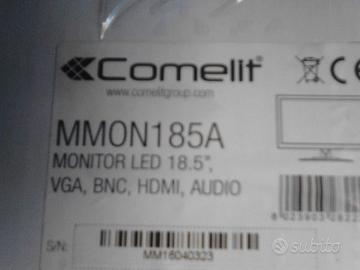 Comelit®
www.comelitgroup.com
MMON185A
MONITOR LED 18.5",
VGA, BNC, HDMI, AUDIO
S/N:
MM16040323
subito